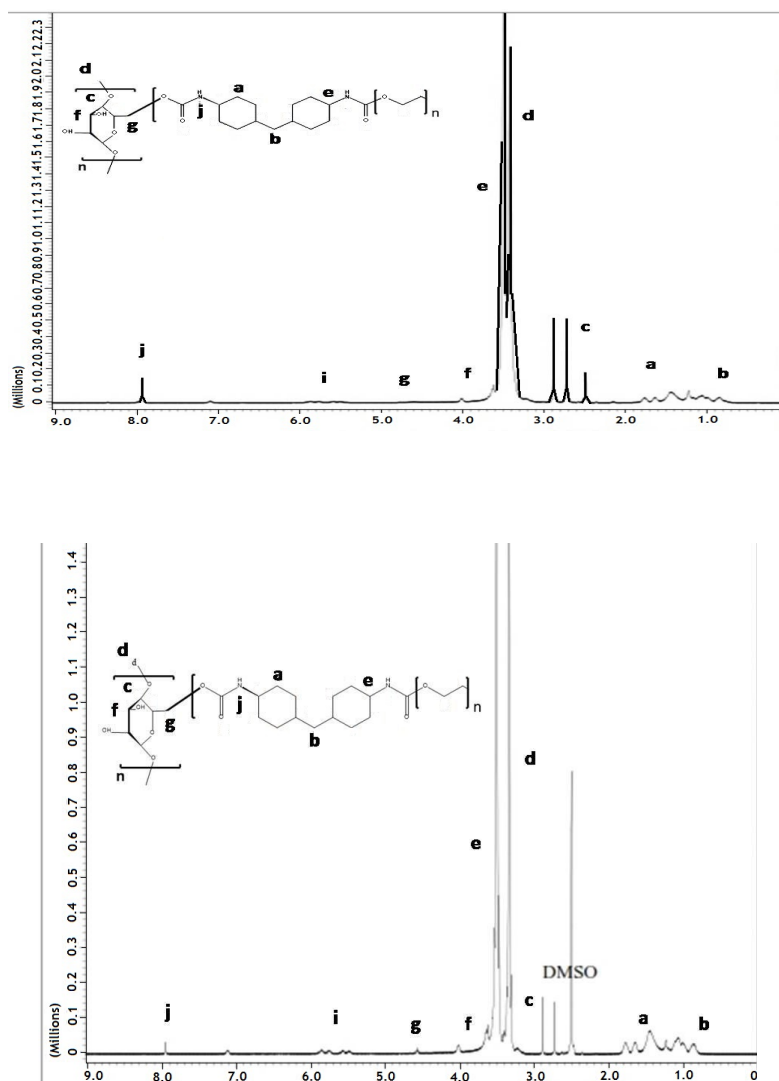 d
c
f
OH
OH
O
O
O
g
n
O
O
N
H
j
a
b
e
N
H
O
O
n
d
e
c
j
i
g
f
a
b
(Millions)
0 0.10.20.30.40.50.60.70.80.91.01.11.21.31.41.51.61.71.81.92.02.12.22.3
9.0 8.0 7.0 6.0 5.0 4.0 3.0 2.0 1.0
d
d
c
f
OH
OH
O
O
O
g
n
O
O
N
H
j
a
b
e
N
H
O
O
n
d
e
DMSO
j
i
g
f
c
a
b
(Millions)
0 0.1 0.2 0.3 0.4 0.5 0.6 0.7 0.8 0.9 1.0 1.1 1.2 1.3 1.4
9.0 8.0 7.0 6.0 5.0 4.0 3.0 2.0 1.0 0